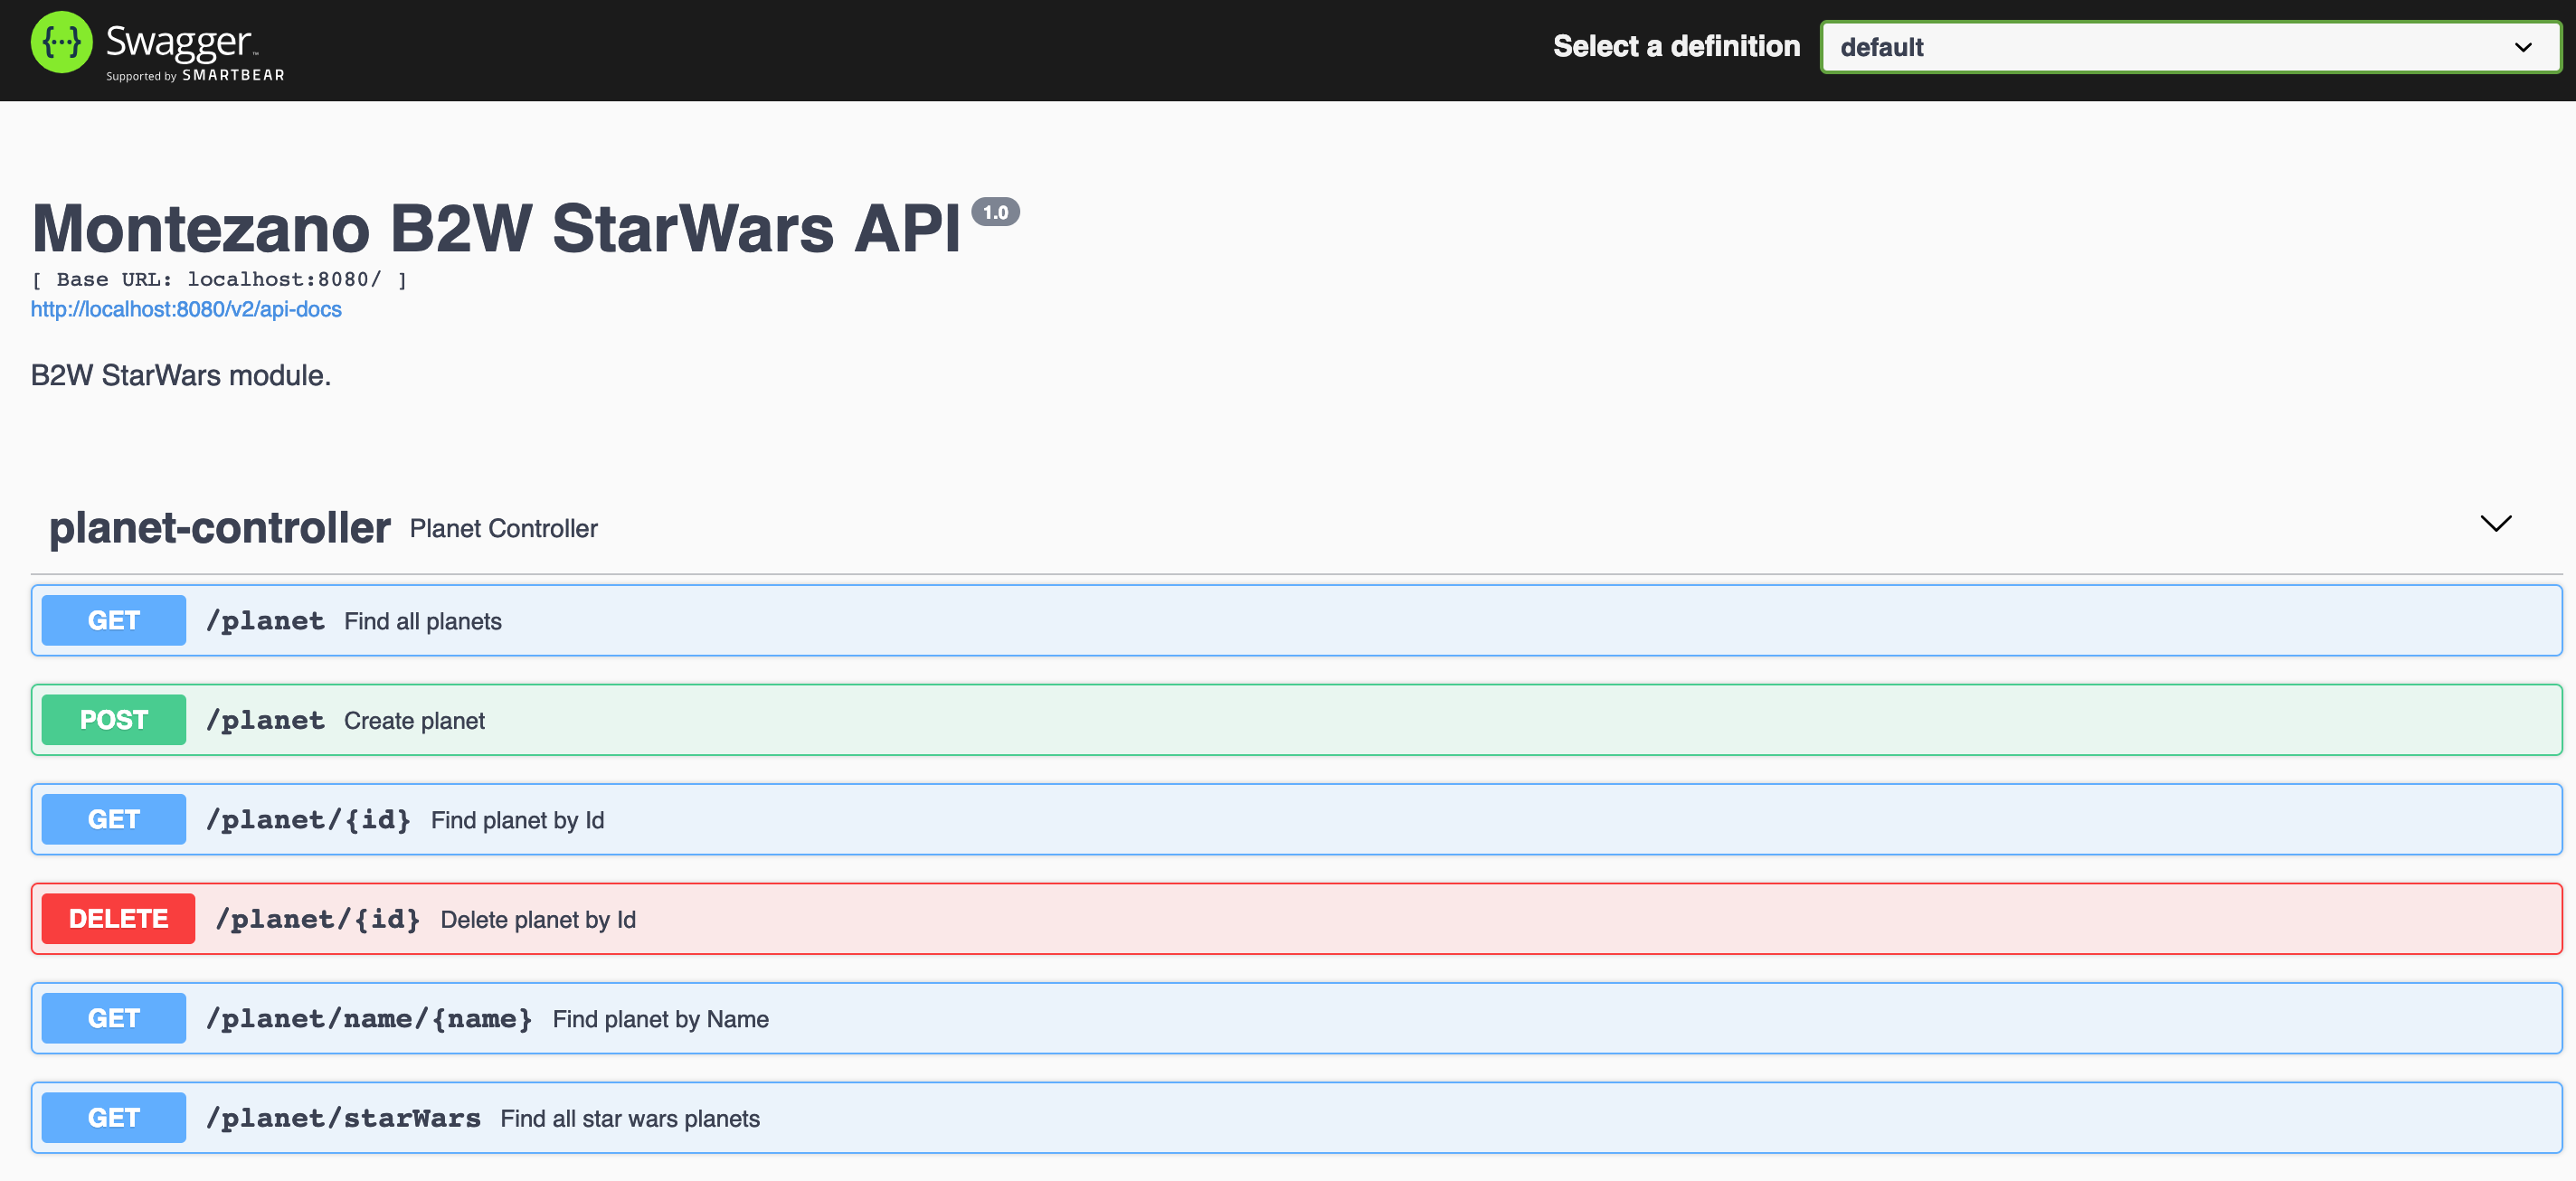 {···} Swagger™
Supported by SMARTBEAR
Select a definition default
Montezano B2W StarWars API 1.0
[ Base URL: localhost:8080/ ]
http://localhost:8080/v2/api-docs
B2W StarWars module.
planet-controller Planet Controller
GET /planet Find all planets
POST /planet Create planet
GET /planet/{id} Find planet by Id
DELETE /planet/{id} Delete planet by Id
GET /planet/name/{name} Find planet by Name
GET /planet/starWars Find all star wars planets